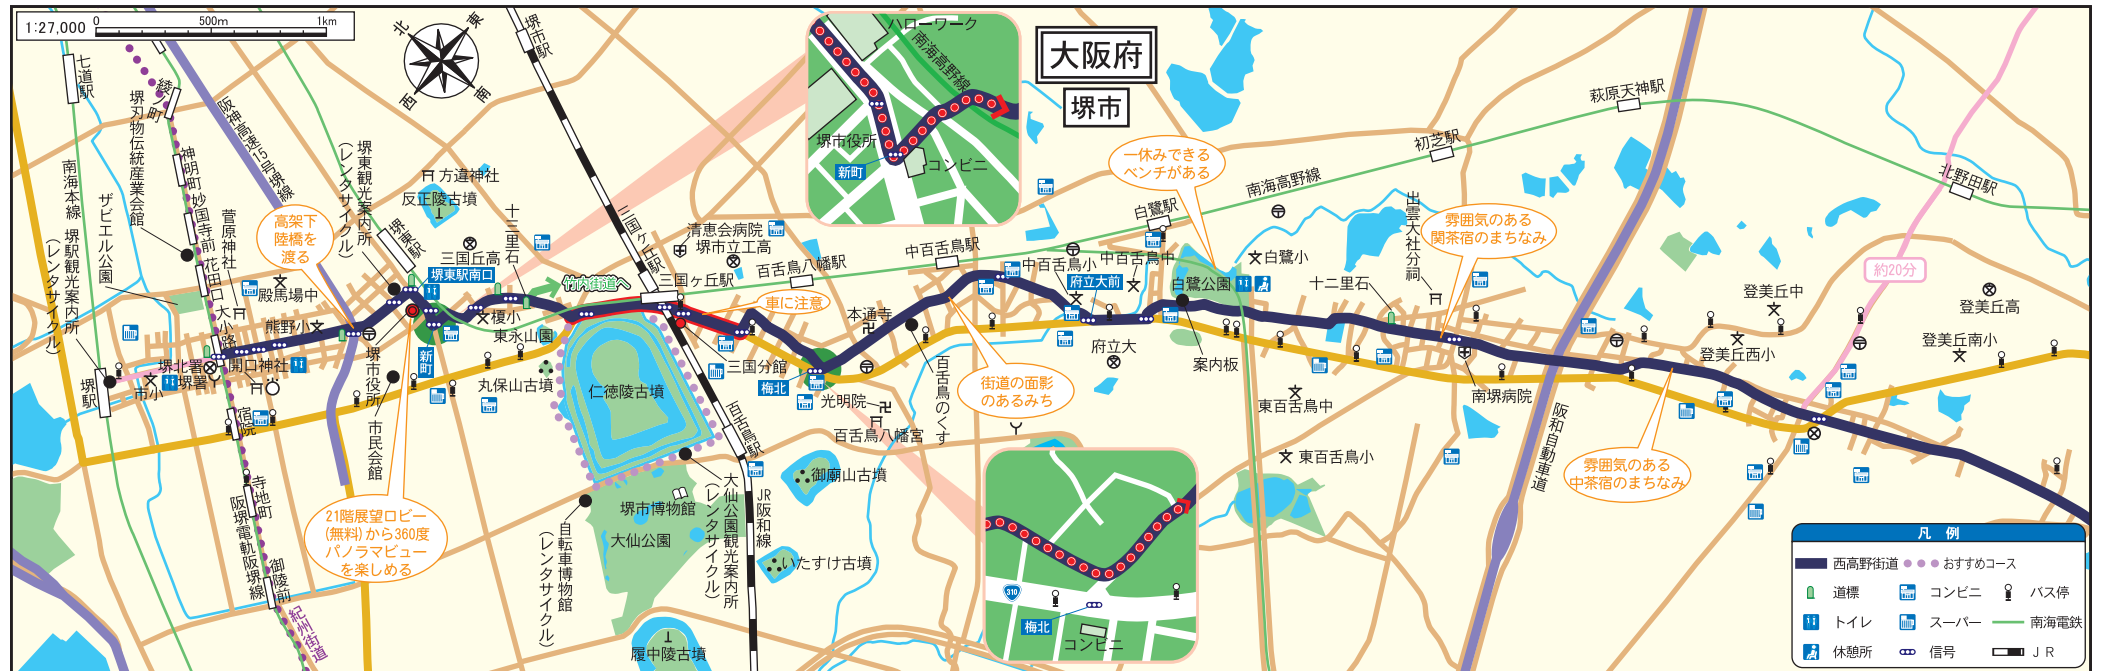 1:27,000
0 500m 1km
北
東
西
南
大阪府
堺市
七道駅
堺刃物伝統産業会館
綾ノ町
神明町
妙国寺前
花田口
大小路
宿院
寺地町
御陵前
阪堺電軌阪堺線
紀州街道
南海本線
堺駅観光案内所
(レンタサイクル)
ザビエル公園
菅原神社
阪神高速15号堺線
堺東観光案内所
(レンタサイクル)
堺東駅
高架下
陸橋を
渡る
殿馬場中
熊野小
開口神社
堺北署
堺署
市小
堺駅
堺市役所
市民会館
21階展望ロビー
(無料)から360度
パノラマビュー
を楽しめる
方違神社
反正陵古墳
三国丘高
堺東駅南口
新町
十三里石
榎小
東永山園
丸保山古墳
竹内街道へ
堺市駅
三国ケ丘駅
三国ヶ丘駅
清恵会病院
堺市立工高
百舌鳥八幡駅
車に注意
三国分館
梅北
仁徳陵古墳
百舌鳥駅
光明院
百舌鳥八幡宮
御廟山古墳
いたすけ古墳
JR阪和線
大仙公園観光案内所
(レンタサイクル)
堺市博物館
大仙公園
自転車博物館
(レンタサイクル)
履中陵古墳
ハローワーク
南海高野線
堺市役所
新町
コンビニ
本通寺
百舌鳥のくす
街道の面影
のあるみち
中百舌鳥駅
中百舌鳥小
中百舌鳥中
府立大前
府立大
白鷺駅
一休みできる
ベンチがある
白鷺公園
白鷺小
案内板
南海高野線
十二里石
出雲大社分祠
雰囲気のある
関茶宿のまちなみ
初芝駅
萩原天神駅
北野田駅
約20分
南堺病院
東百舌鳥中
東百舌鳥小
阪和自動車道
雰囲気のある
中茶宿のまちなみ
登美丘中
登美丘西小
登美丘高
登美丘南小
310
梅北
コンビニ
凡 例
西高野街道 おすすめコース
道標 コンビニ バス停
トイレ スーパー 南海電鉄
休憩所 信号 JR